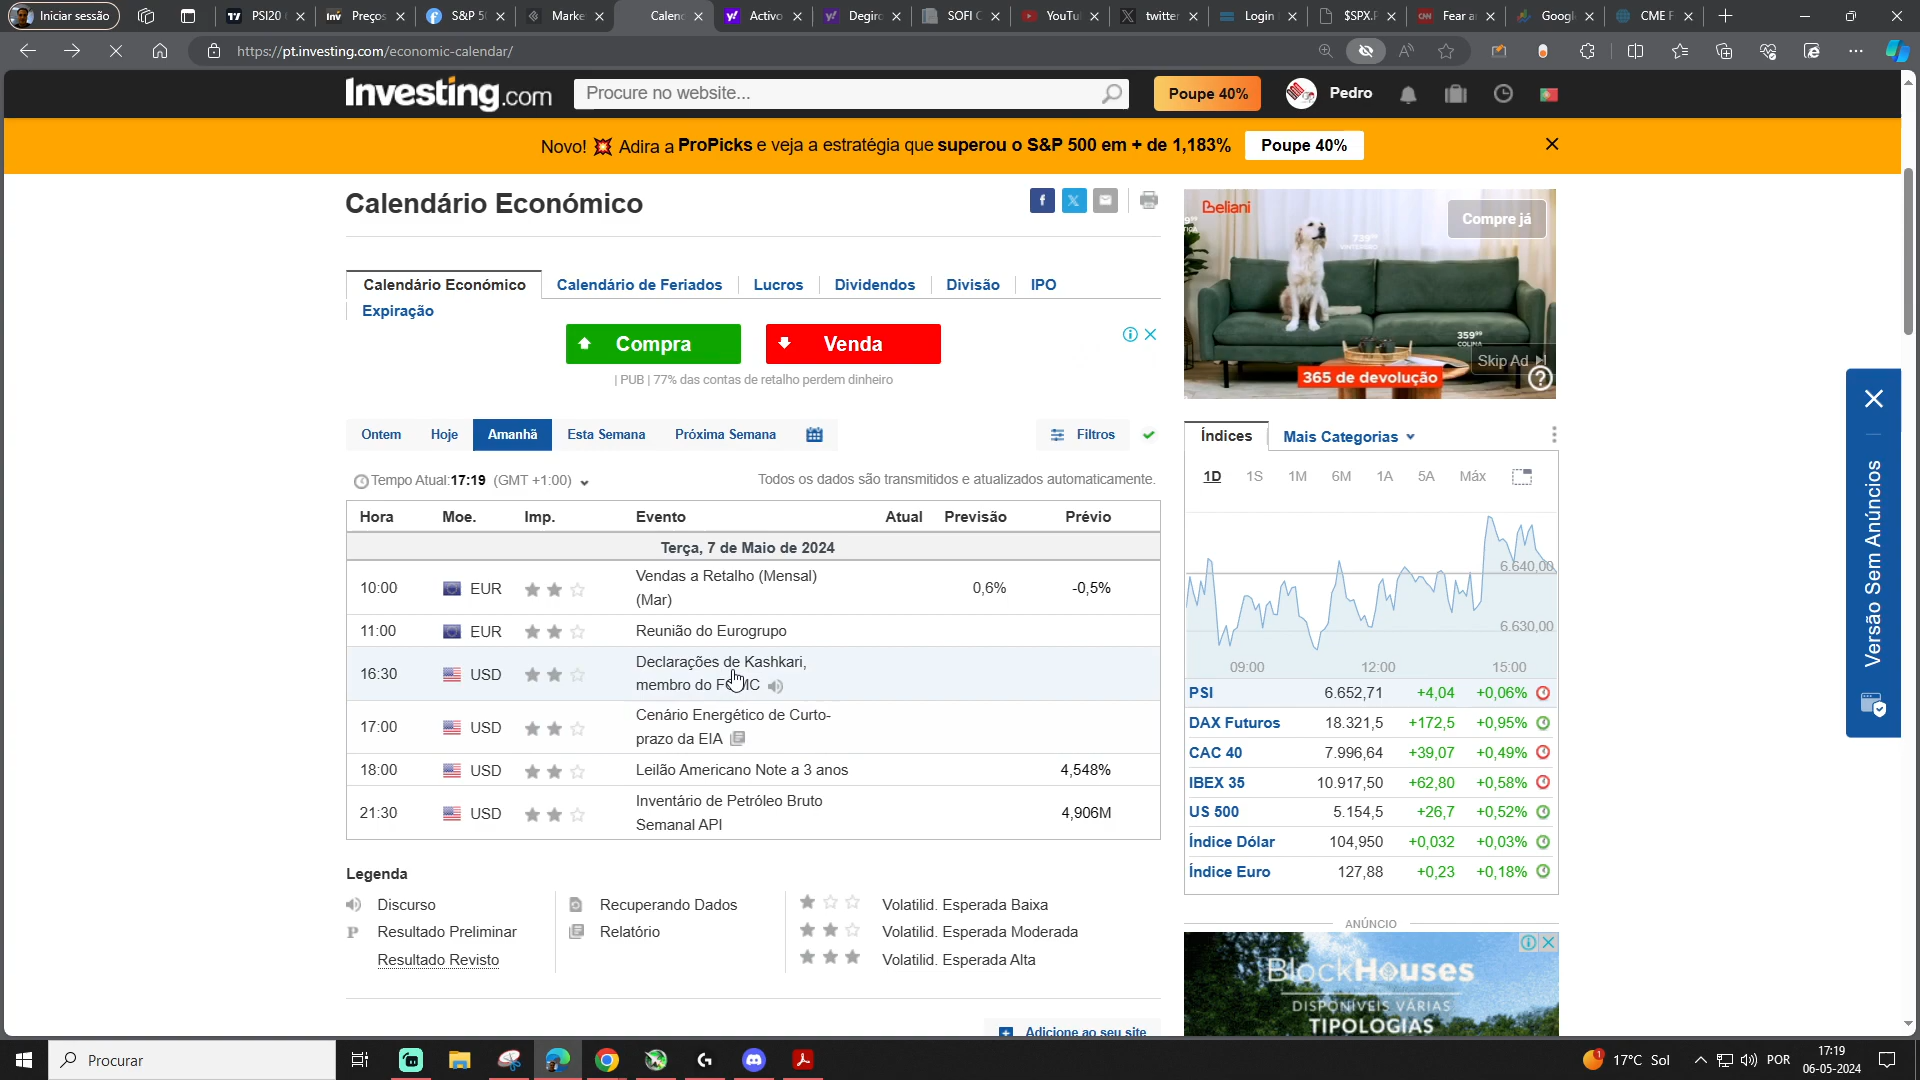 Iniciar sessão
PSI20
Preços
S&P 5
Marke
Calend
Activo
Degiro
SOFI
YouTu
twitter
Login
$SPX.
Fear a
Googl
CME F
https://pt.investing.com/economic-calendar/
Investing.com
Procure no website...
Poupe 40%
Pedro
Novo! 💥 Adira a ProPicks e veja a estratégia que superou o S&P 500 em + de 1,183%
Poupe 40%
Calendário Económico
Calendário Económico
Calendário de Feriados
Lucros
Dividendos
Divisão
IPO
Expiração
Compra
Venda
| PUB | 77% das contas de retalho perdem dinheiro
Beliani
Compre já
739⁹⁹
359⁹⁹
COLINA
Skip Ad
365 de devolução
Ontem
Hoje
Amanhã
Esta Semana
Próxima Semana
Filtros
Tempo Atual:17:19 (GMT +1:00)
Todos os dados são transmitidos e atualizados automaticamente.
Hora Moe. Imp. Evento Atual Previsão Prévio
Terça, 7 de Maio de 2024
10:00 EUR Vendas a Retalho (Mensal) 0,6% -0,5%
(Mar)
11:00 EUR Reunião do Eurogrupo
16:30 USD Declarações de Kashkari,
membro do FOMC
17:00 USD Cenário Energético de Curto-
prazo da EIA
18:00 USD Leilão Americano Note a 3 anos 4,548%
21:30 USD Inventário de Petróleo Bruto 4,906M
Semanal API
Legenda
Discurso
Resultado Preliminar
Resultado Revisto
Recuperando Dados
Relatório
Volatilid. Esperada Baixa
Volatilid. Esperada Moderada
Volatilid. Esperada Alta
Adicione ao seu site
Índices
Mais Categorias
1D 1S 1M 6M 1A 5A Máx
6.640,00
6.630,00
09:00 12:00 15:00
PSI 6.652,71 +4,04 +0,06%
DAX Futuros 18.321,5 +172,5 +0,95%
CAC 40 7.996,64 +39,07 +0,49%
IBEX 35 10.917,50 +62,80 +0,58%
US 500 5.154,5 +26,7 +0,52%
Índice Dólar 104,950 +0,032 +0,03%
Índice Euro 127,88 +0,23 +0,18%
ANÚNCIO
BlockHouses
DISPONÍVEIS VÁRIAS
TIPOLOGIAS
Versão Sem Anúncios
Procurar
17°C Sol
POR
17:19
06-05-2024